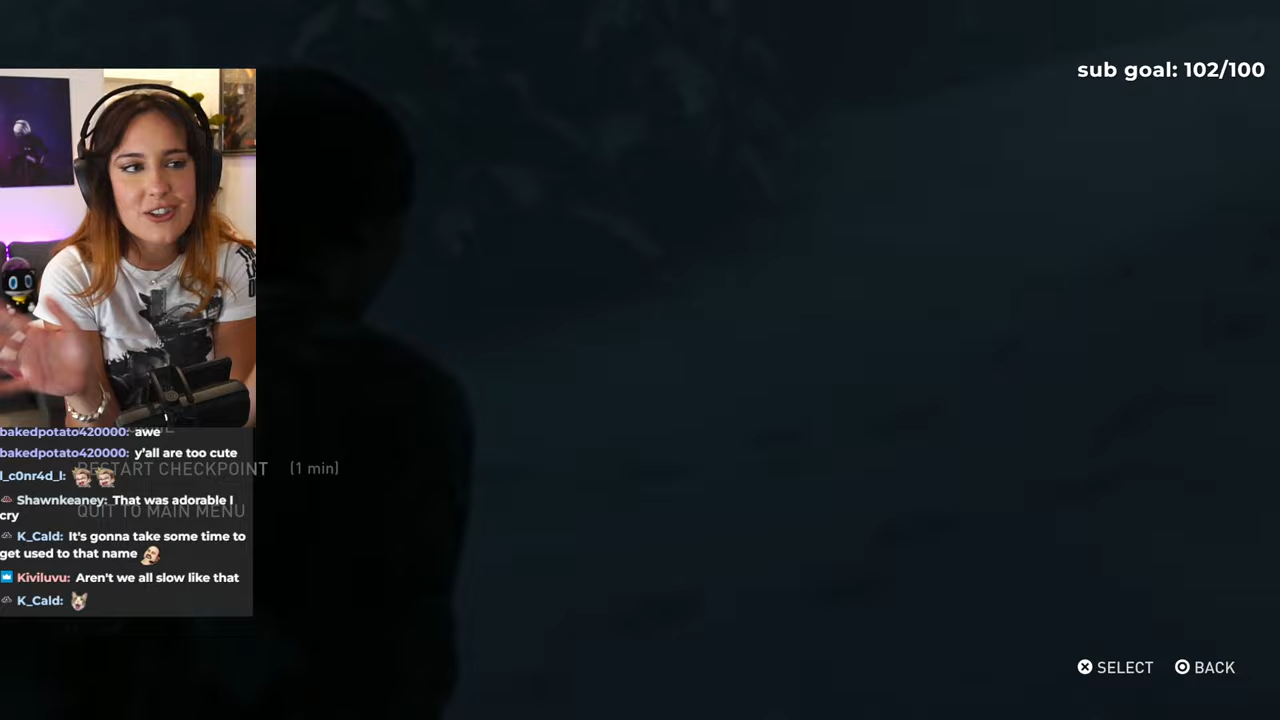 sub goal: 102/100
bakedpotato420000: awe
bakedpotato420000: y'all are too cute
RESTART CHECKPOINT (1 min)
l_c0nr4d_l:
Shawnkeaney: That was adorable I
cry
QUIT TO MAIN MENU
K_Cald: It's gonna take some time to
get used to that name
Kiviluvu: Aren't we all slow like that
K_Cald:
SELECT BACK